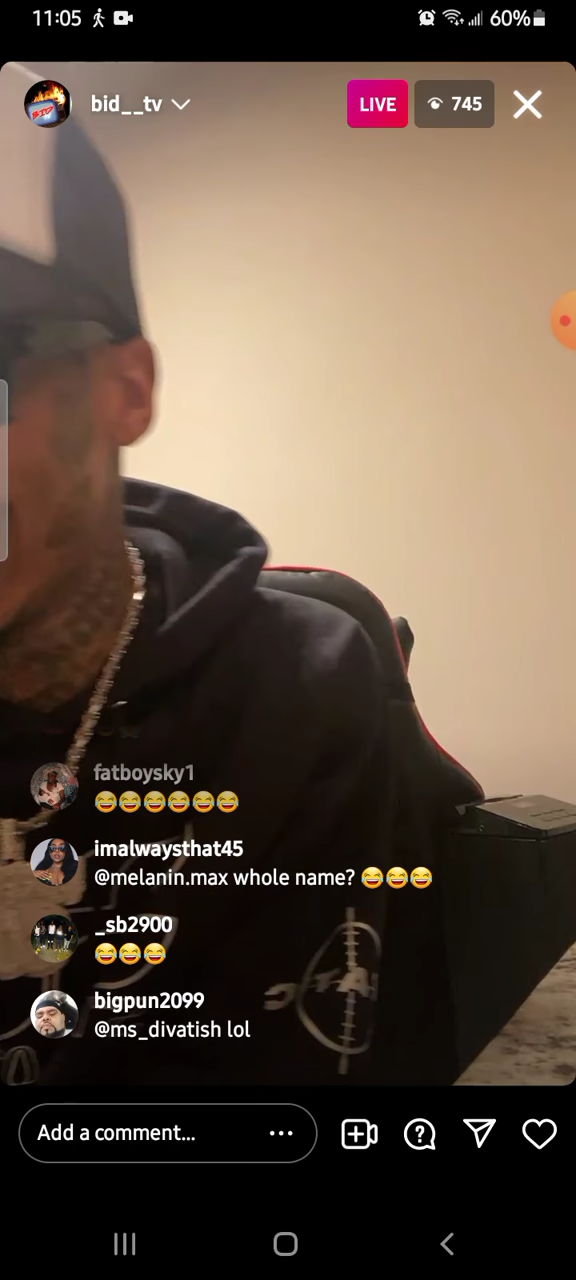 11:05
60%
bid__tv
LIVE
745
fatboysky1
😂😂😂😂😂😂
imalwaysthat45
@melanin.max whole name? 😂😂😂
_sb2900
😂😂😂
bigpun2099
@ms_divatish lol
Add a comment...